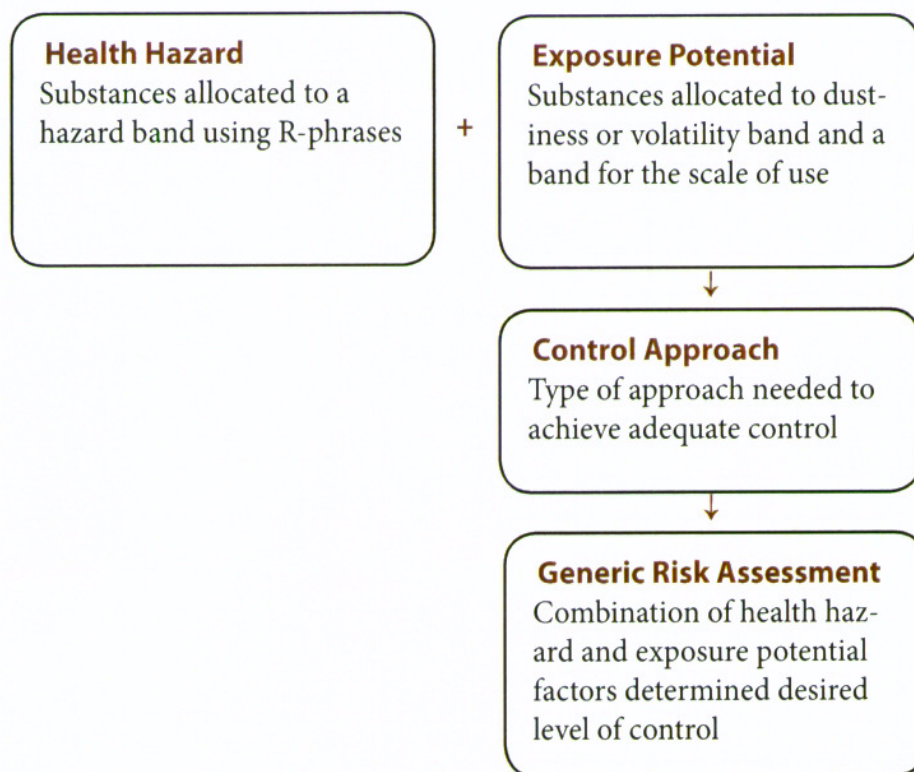 Health Hazard
Substances allocated to a
hazard band using R-phrases
+
Exposure Potential
Substances allocated to dust-
iness or volatility band and a
band for the scale of use
↓
Control Approach
Type of approach needed to
achieve adequate control
↓
Generic Risk Assessment
Combination of health haz-
ard and exposure potential
factors determined desired
level of control